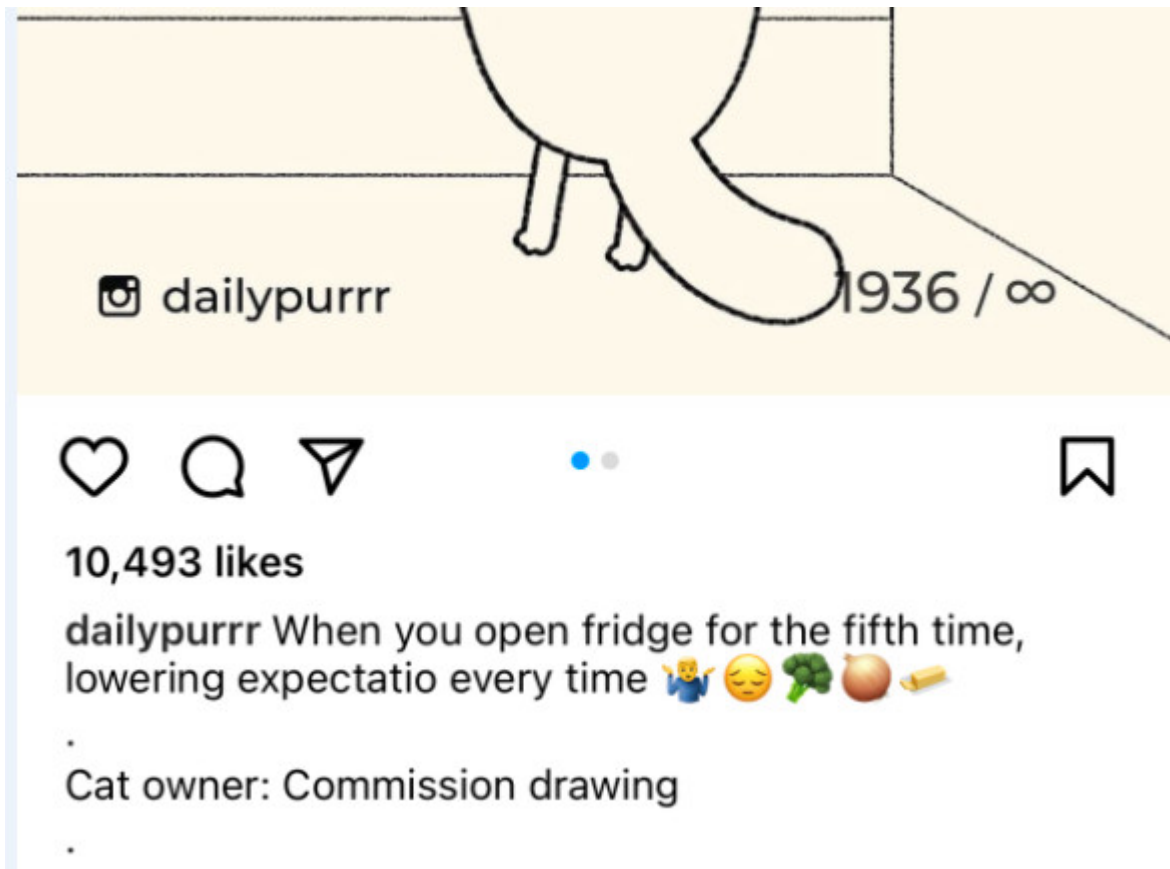 dailypurrr
1936 / ∞
10,493 likes
dailypurrr When you open fridge for the fifth time,
lowering expectatio every time 🤷‍♂️😔🥦🧅🧈
.
Cat owner: Commission drawing
.